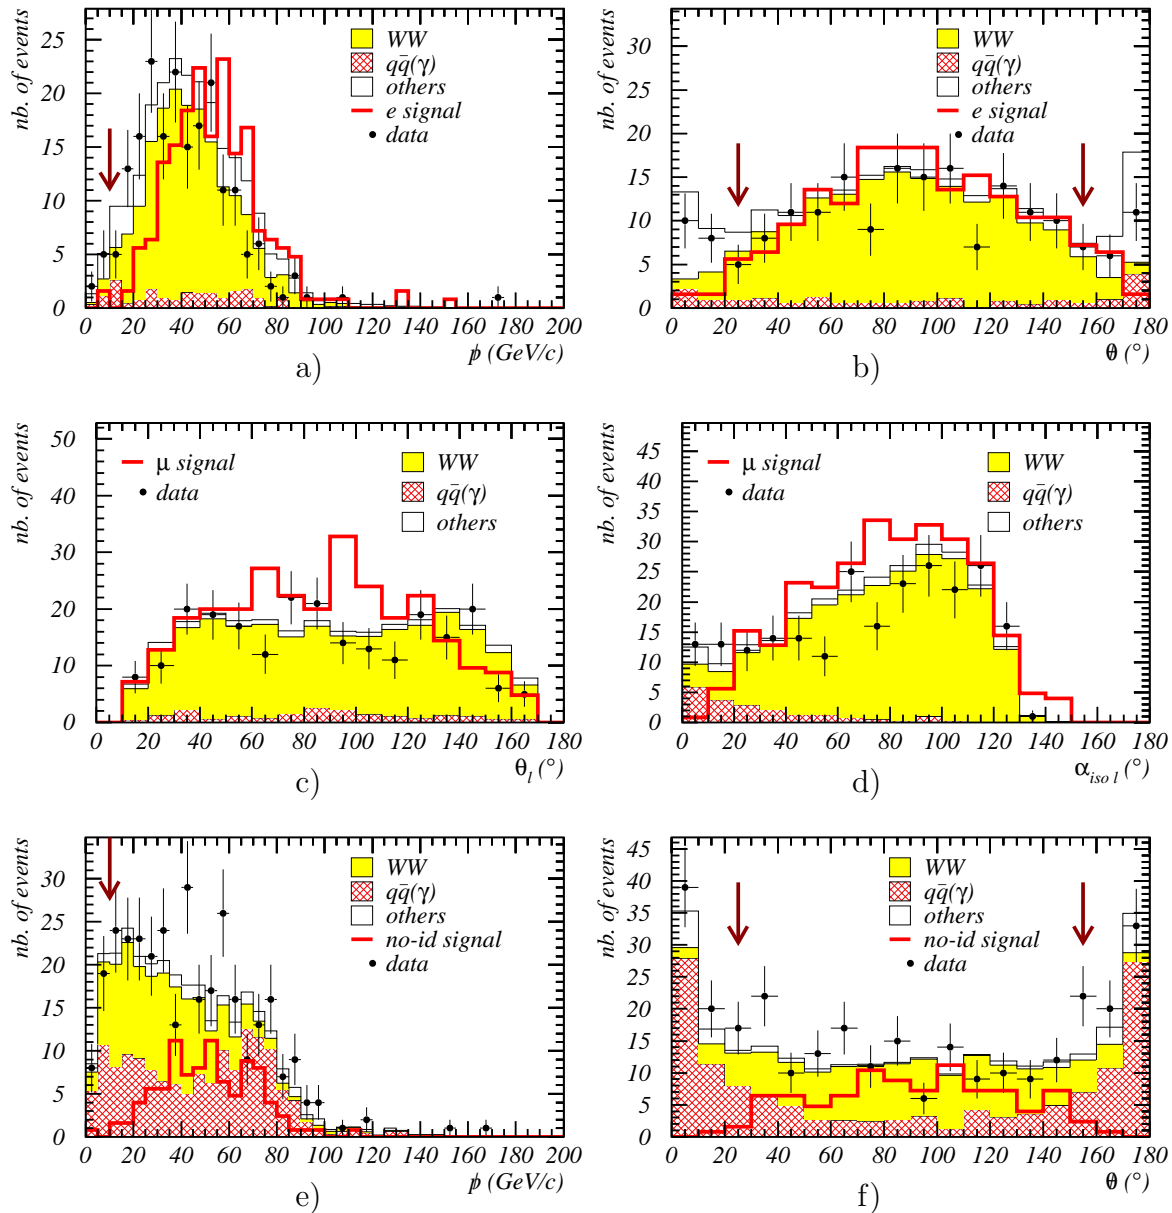 nb. of events
25
20
15
10
5
0
WW
qq̄(γ)
others
e signal
data
0 20 40 60 80 100 120 140 160 180 200
p̸ (GeV/c)
a)
nb. of events
30
25
20
15
10
5
0
WW
qq̄(γ)
others
e signal
data
0 20 40 60 80 100 120 140 160 180
θ̸ (°)
b)
nb. of events
50
40
30
20
10
0
μ signal
data
WW
qq̄(γ)
others
0 20 40 60 80 100 120 140 160 180
θ_l (°)
c)
nb. of events
45
40
35
30
25
20
15
10
5
0
μ signal
data
WW
qq̄(γ)
others
0 20 40 60 80 100 120 140 160 180
α_iso l (°)
d)
nb. of events
30
25
20
15
10
5
0
WW
qq̄(γ)
others
no-id signal
data
0 20 40 60 80 100 120 140 160 180 200
p̸ (GeV/c)
e)
nb. of events
45
40
35
30
25
20
15
10
5
0
WW
qq̄(γ)
others
no-id signal
data
0 20 40 60 80 100 120 140 160 180
θ̸ (°)
f)